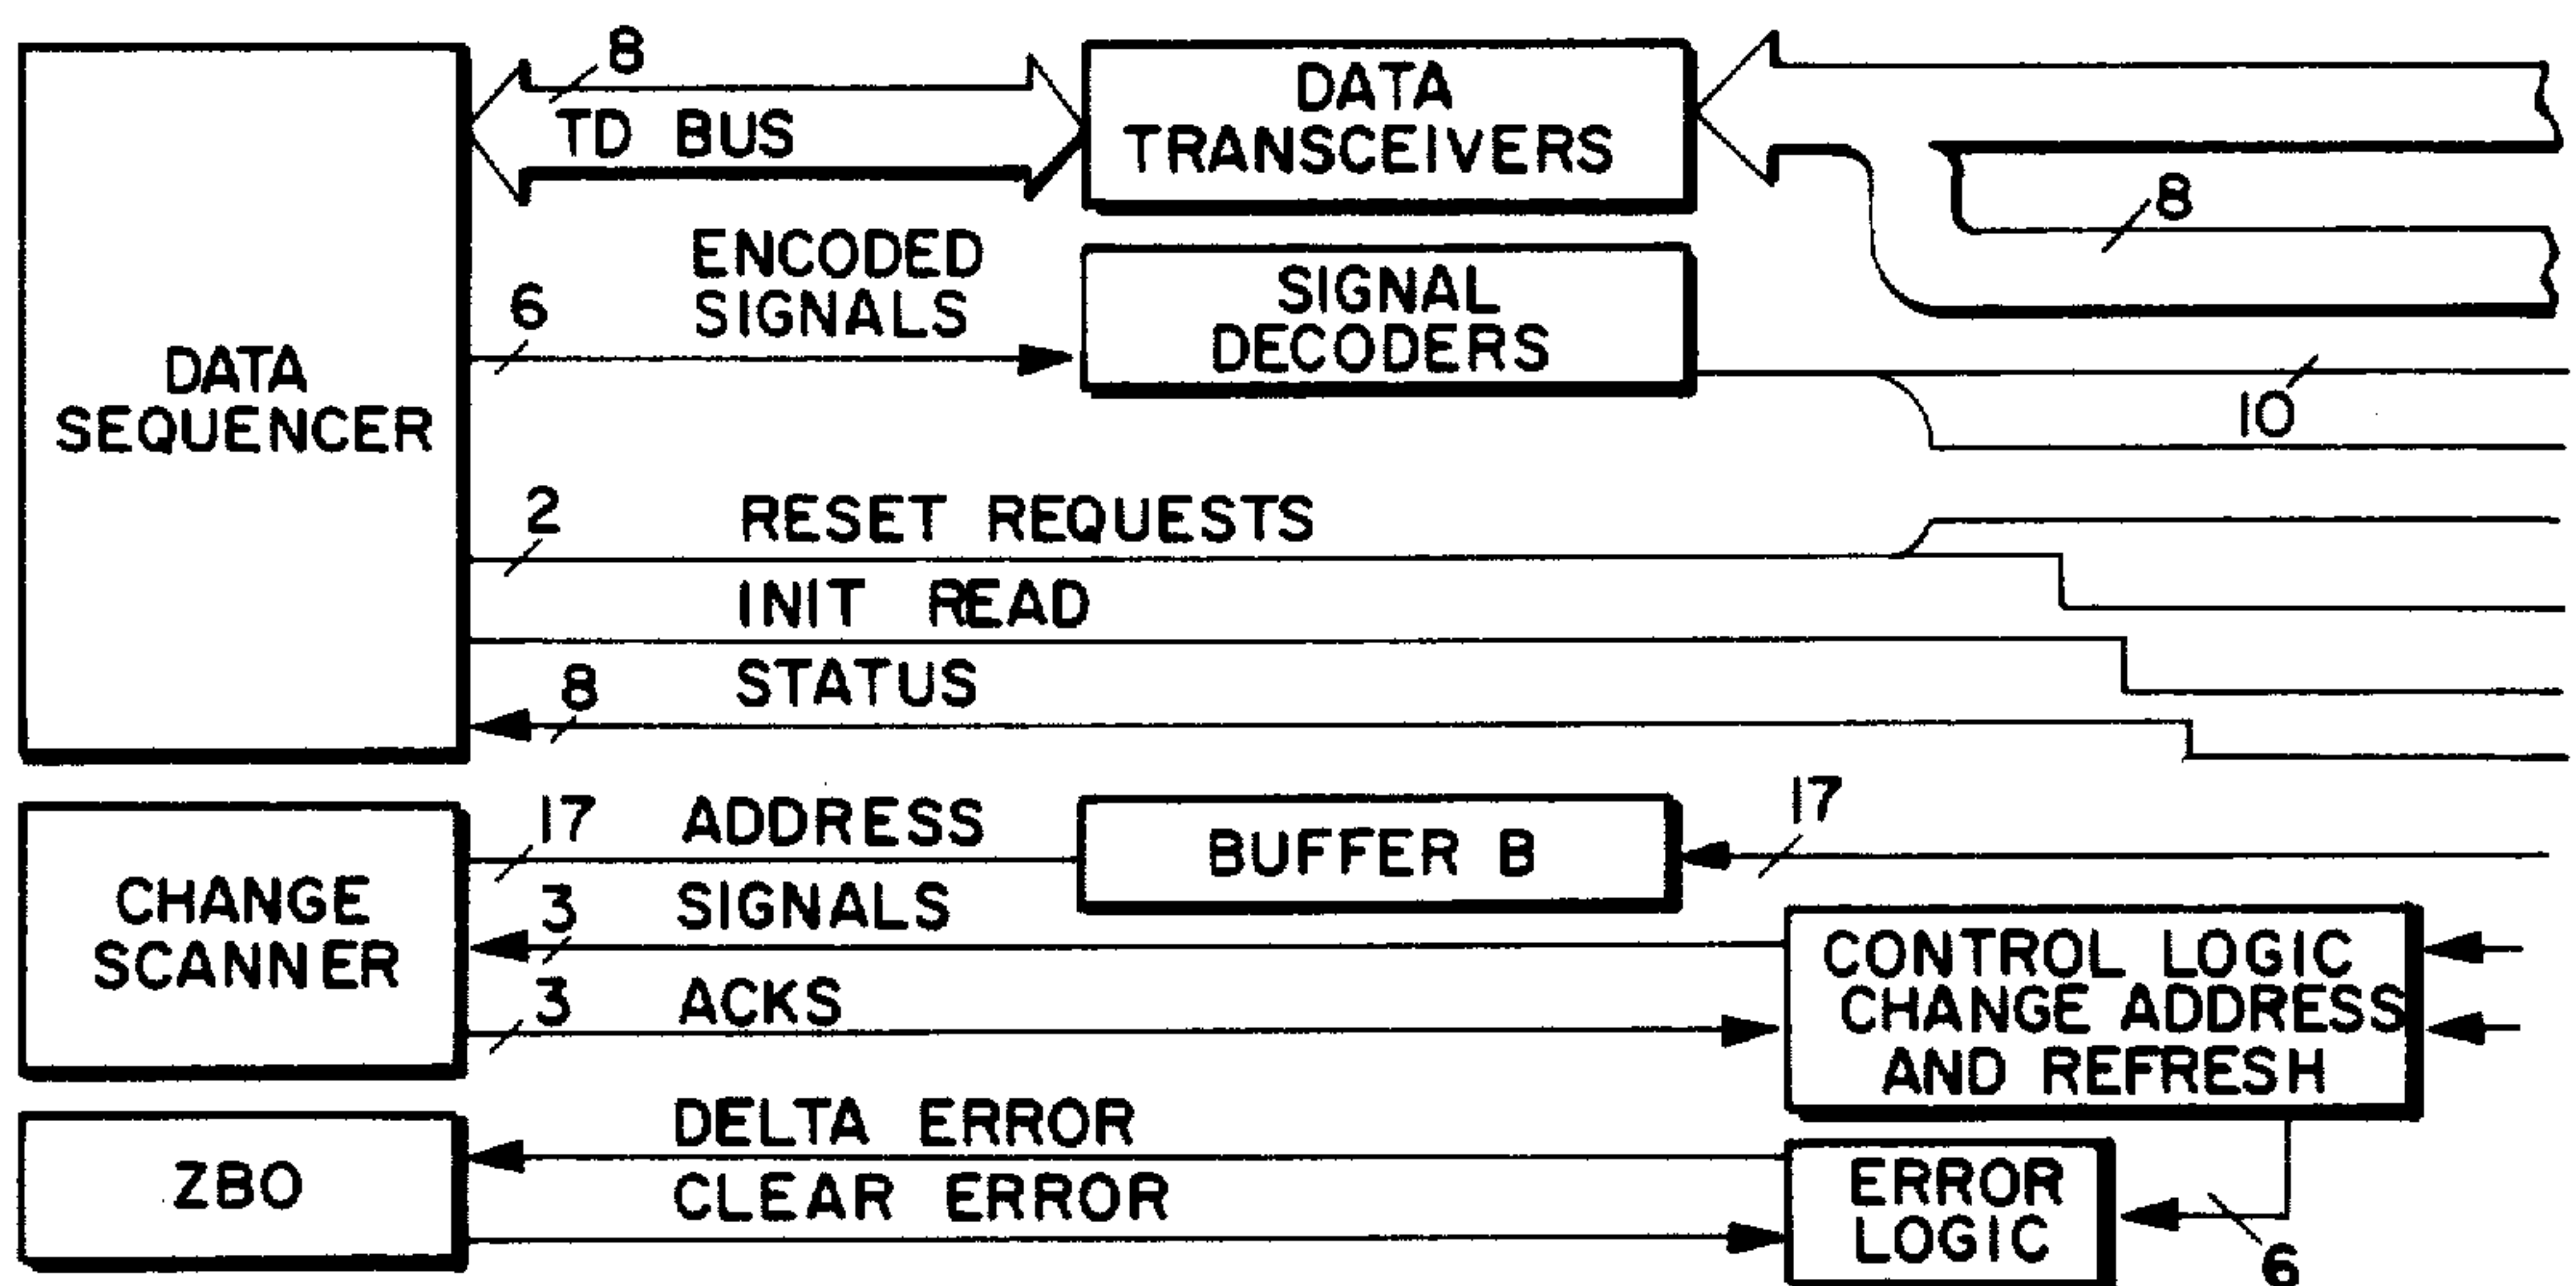 8
TD BUS
DATA
TRANSCEIVERS
8
ENCODED
SIGNALS
6
SIGNAL
DECODERS
10
DATA
SEQUENCER
2
RESET REQUESTS
INIT READ
8
STATUS
17
ADDRESS
BUFFER B
17
CHANGE
SCANNER
3
SIGNALS
3
ACKS
CONTROL LOGIC
CHANGE ADDRESS
AND REFRESH
ZBO
DELTA ERROR
CLEAR ERROR
ERROR
LOGIC
6